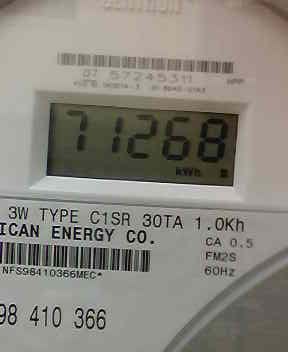 07 57245311
71268
kWh
3W TYPE C1SR 30TA 1.0Kh
ICAN ENERGY CO.
CA 0.5
FM2S
60Hz
NFS98410366MEC*
98 410 366